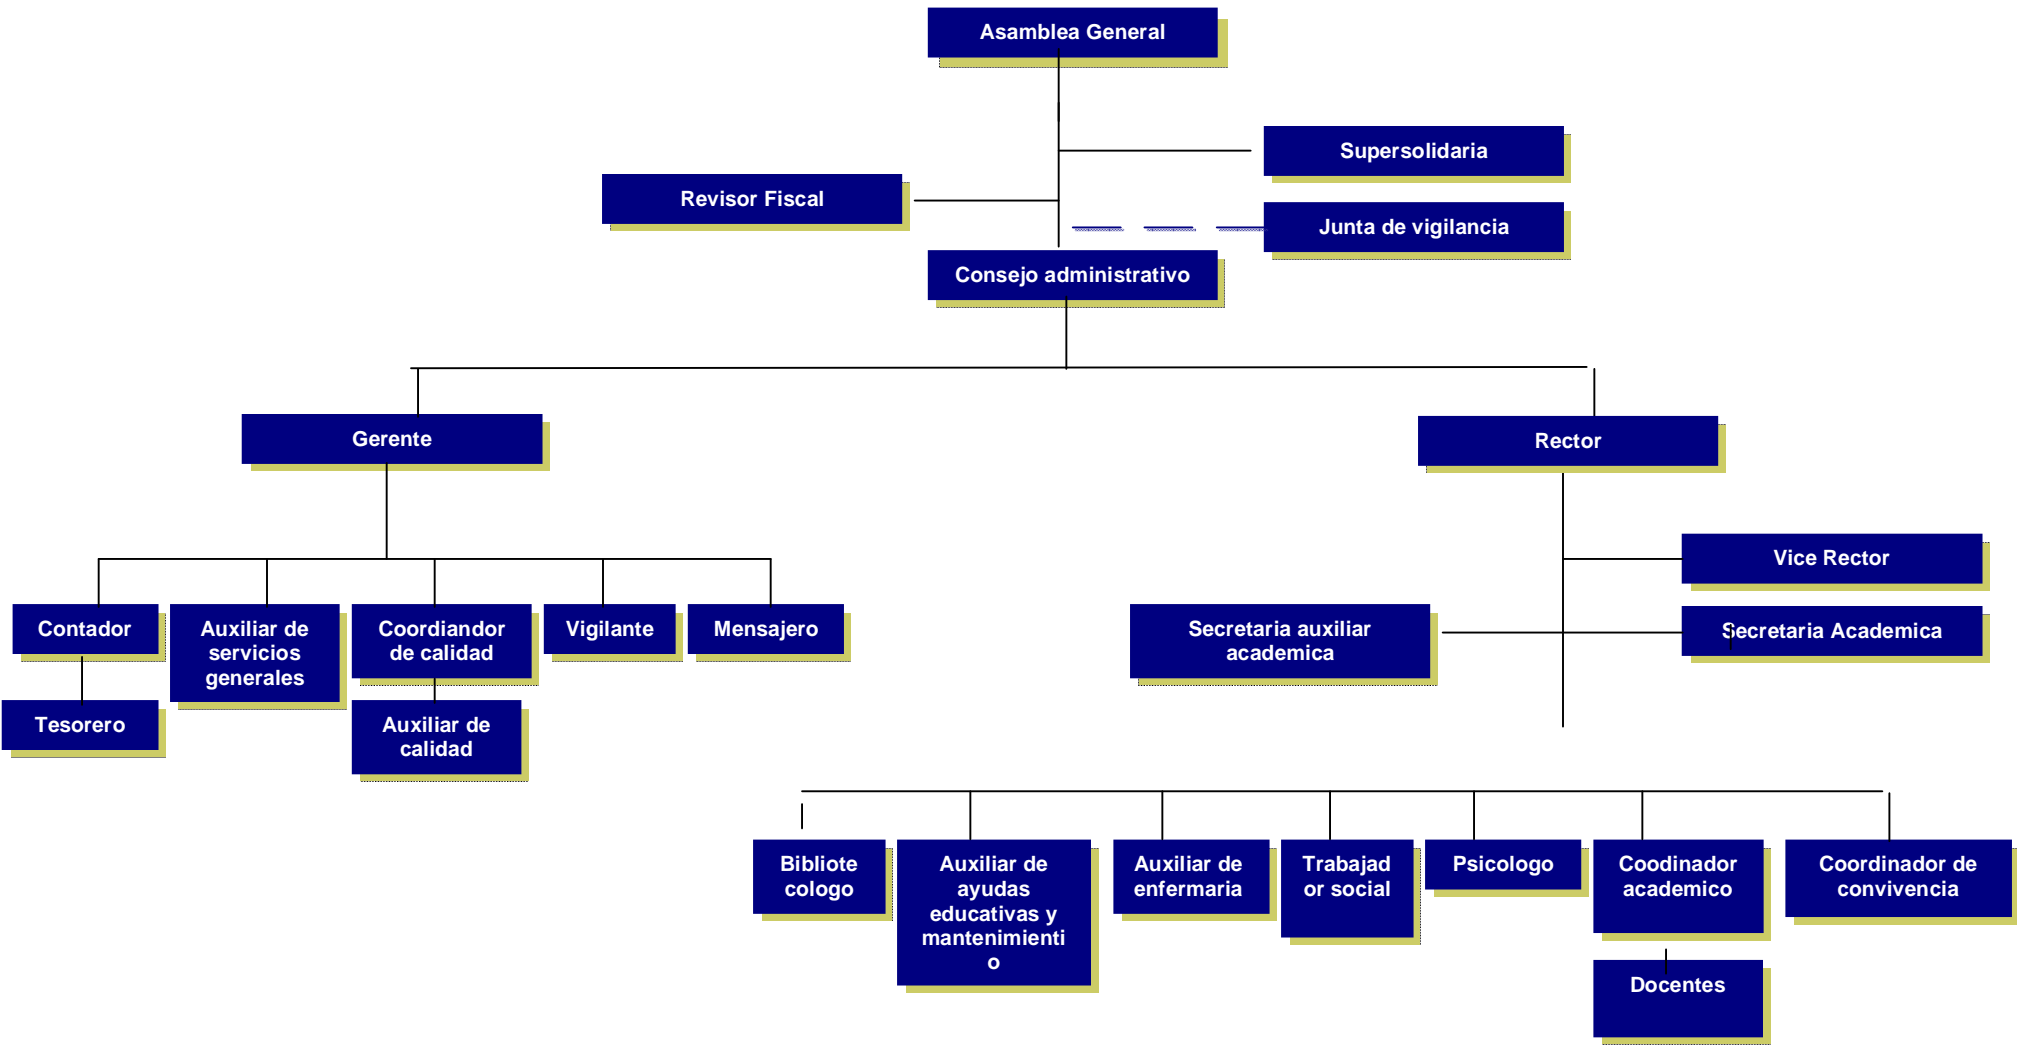 Asamblea General
Supersolidaria
Revisor Fiscal
Junta de vigilancia
Consejo administrativo
Gerente
Rector
Vice Rector
Contador
Auxiliar de
servicios
generales
Coordiandor
de calidad
Vigilante
Mensajero
Secretaria auxiliar
academica
Secretaria Academica
Tesorero
Auxiliar de
calidad
Bibliote
cologo
Auxiliar de
ayudas
educativas y
mantenimienti
o
Auxiliar de
enfermaria
Trabajad
or social
Psicologo
Coodinador
academico
Coordinador de
convivencia
Docentes